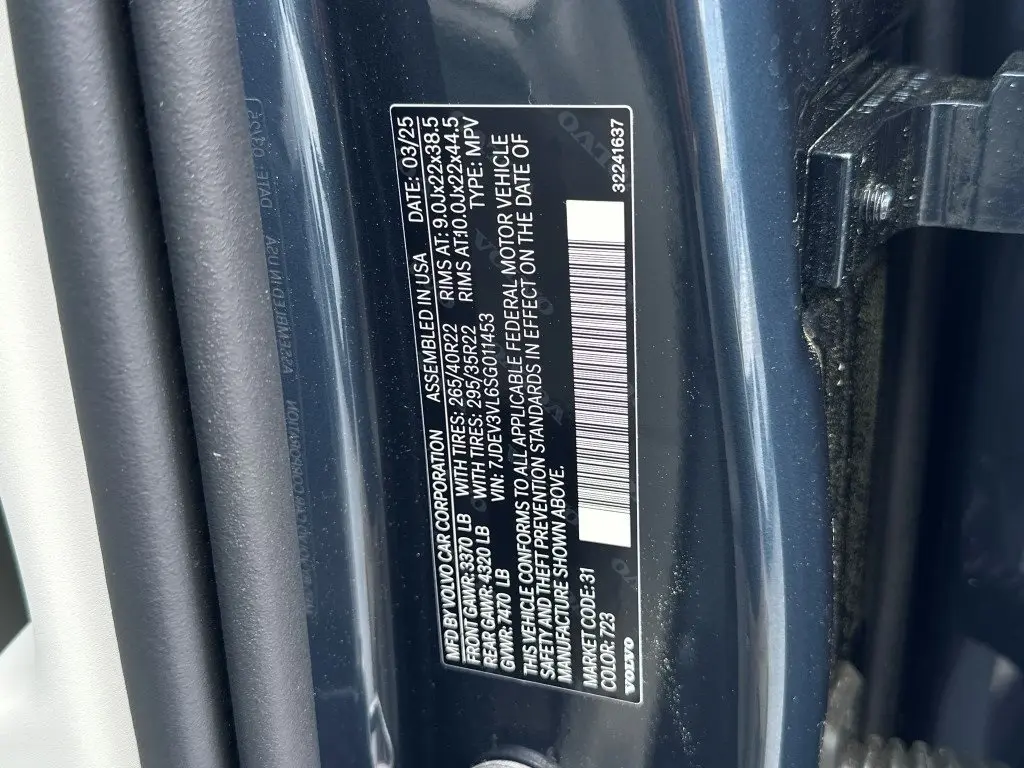 MFD BY VOLVO CAR CORPORATION ASSEMBLED IN USA DATE: 03/25
FRONT GAWR: 3370 LB WITH TIRES: 265/40R22 RIMS AT: 9.0Jx22x38.5
REAR GAWR: 4320 LB WITH TIRES: 295/35R22 RIMS AT:10.0Jx22x44.5
GVWR: 7470 LB VIN: 7JDEV3VL6SG011453 TYPE: MPV
THIS VEHICLE CONFORMS TO ALL APPLICABLE FEDERAL MOTOR VEHICLE
SAFETY AND THEFT PREVENTION STANDARDS IN EFFECT ON THE DATE OF
MANUFACTURE SHOWN ABOVE.
MARKET CODE: 31
COLOR: 723
VOLVO 32241637